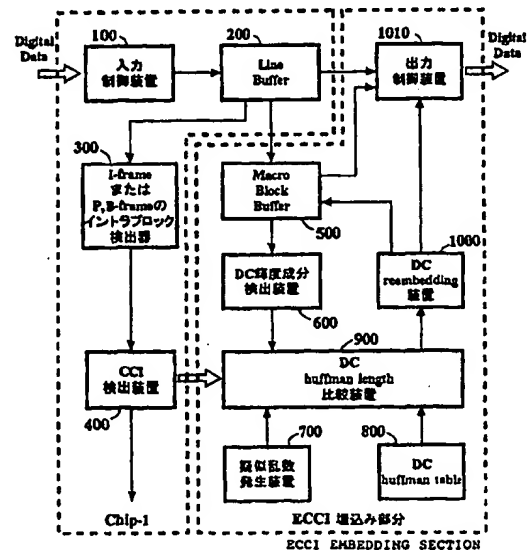 Digital
Data
100
入力
制御装置
200
Line
Buffer
1010
出力
制御装置
Digital
Data
300
I-frame
または
P,B-frameの
イントラブロック
検出器
Macro
Block
Buffer
500
DC輝度成分
検出装置
600
1000
DC
reembedding
装置
CCI
検出装置
400
900
DC
huffman length
比較装置
700
疑似乱数
発生装置
800
DC
huffman table
Chip-1
ECCI 埋込み部分
ECCI EMBEDDING SECTION